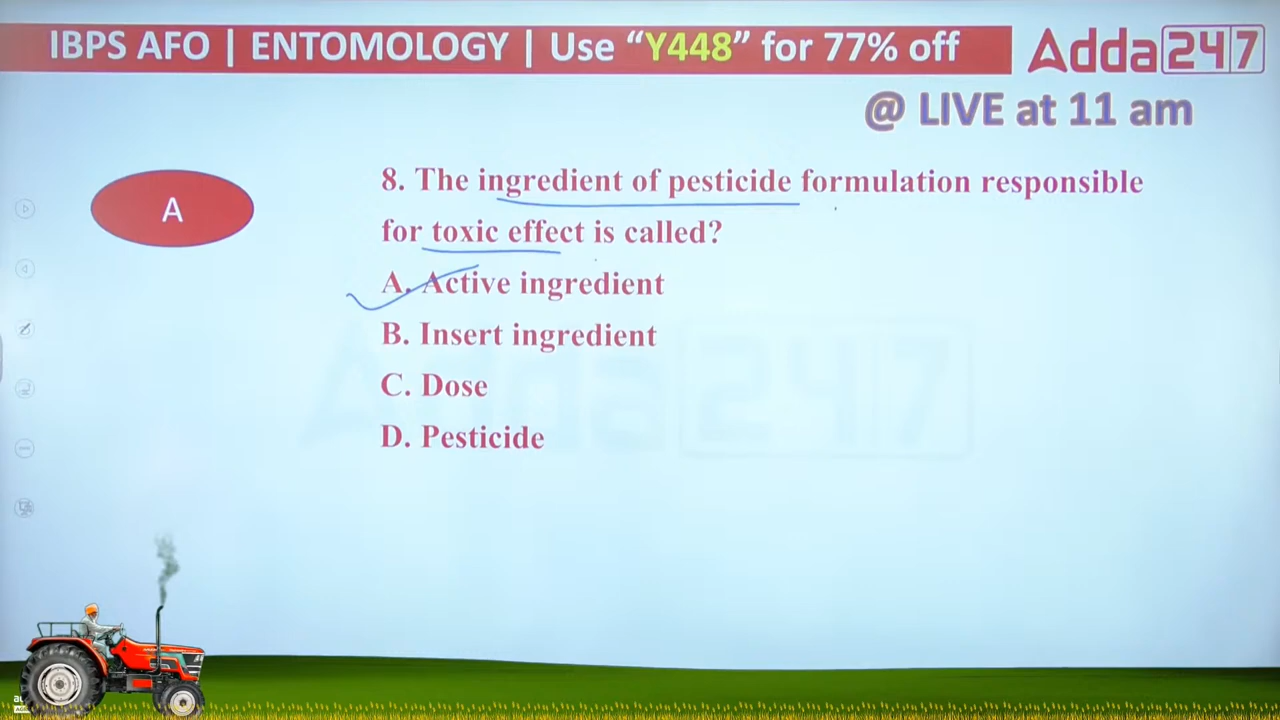 IBPS AFO | ENTOMOLOGY | Use “Y448” for 77% off
Adda247
@ LIVE at 11 am
A
8. The ingredient of pesticide formulation responsible
for toxic effect is called?
A. Active ingredient
B. Insert ingredient
C. Dose
D. Pesticide
Adda247